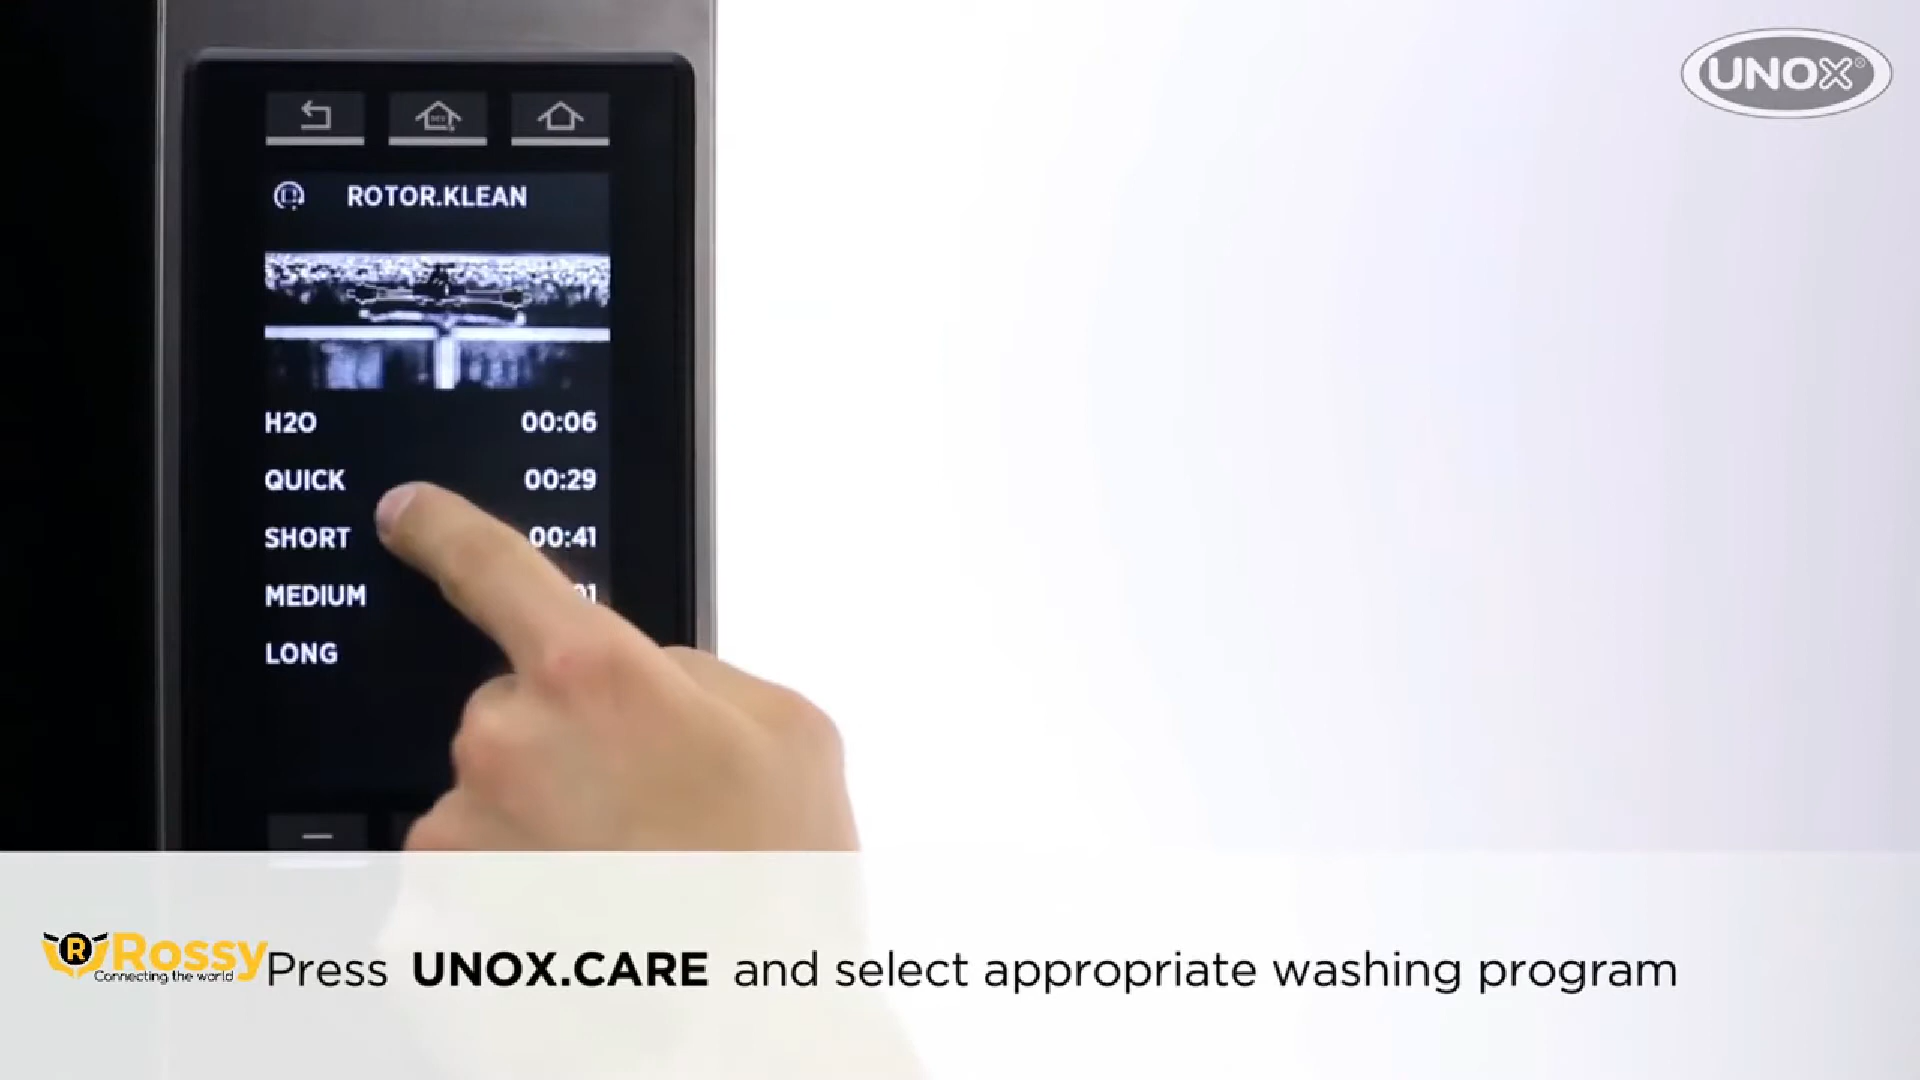 UNOX®
ROTOR.KLEAN
H2O 00:06
QUICK 00:29
SHORT 00:41
MEDIUM
LONG
R Rossy
Connecting the world
Press UNOX.CARE and select appropriate washing program